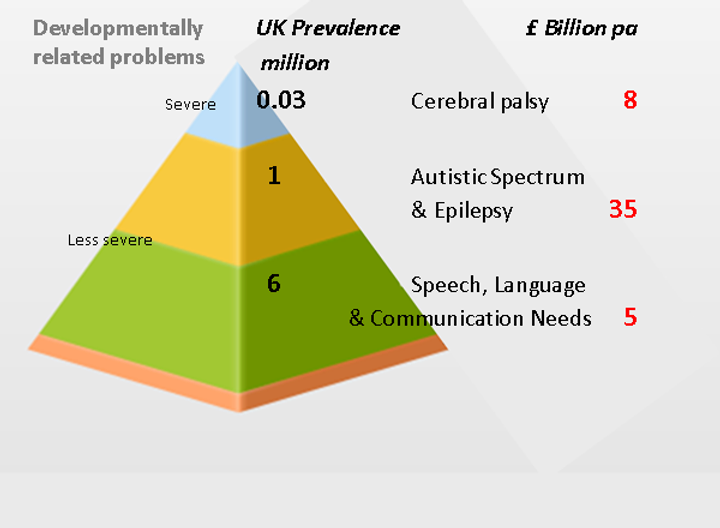 Developmentally
related problems
UK Prevalence
million
£ Billion pa
Severe
0.03
Cerebral palsy
8
1
Autistic Spectrum
& Epilepsy
35
Less severe
6
Speech, Language
& Communication Needs
5